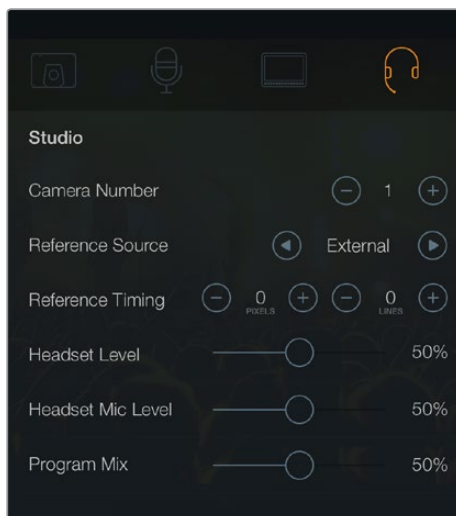 Studio
Camera Number 1
Reference Source External
Reference Timing 0 PIXELS 0 LINES
Headset Level 50%
Headset Mic Level 50%
Program Mix 50%